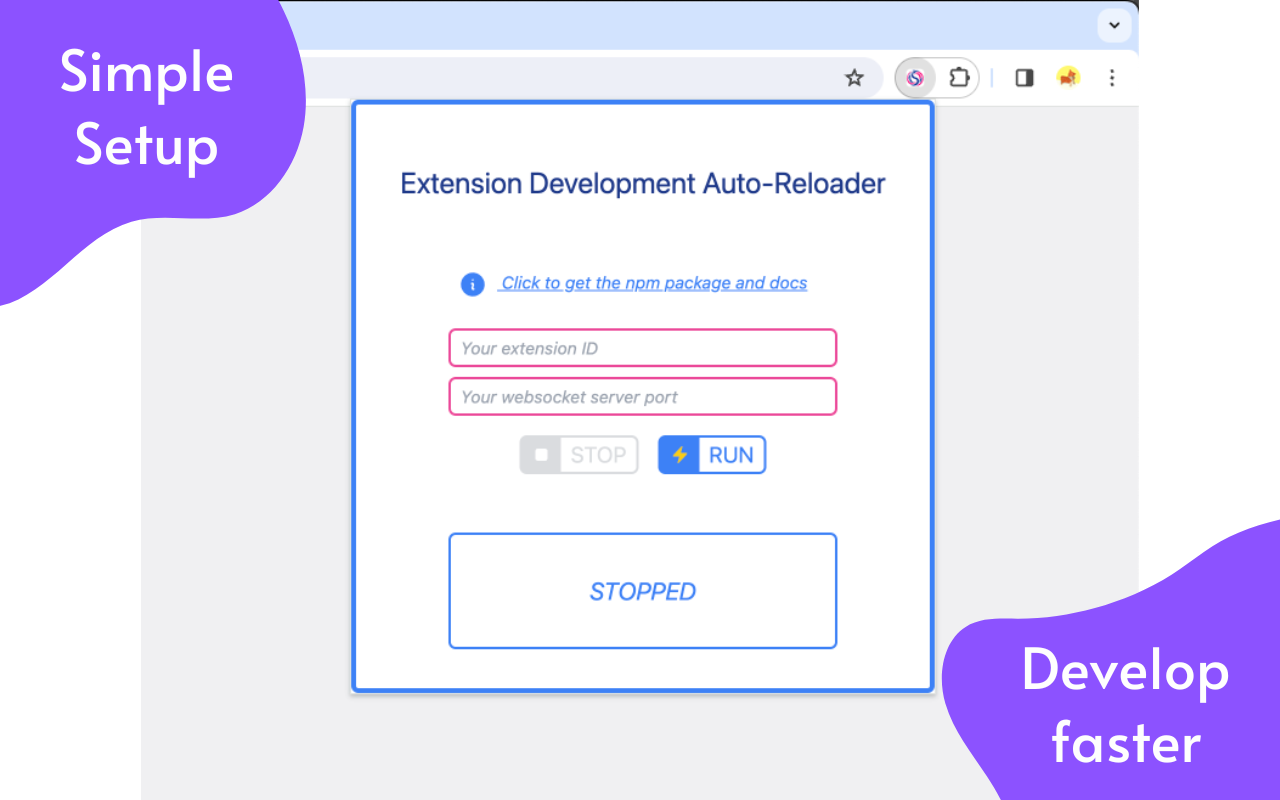 Simple
Setup
Extension Development Auto-Reloader
Click to get the npm package and docs
Your extension ID
Your websocket server port
STOP
RUN
STOPPED
Develop
faster